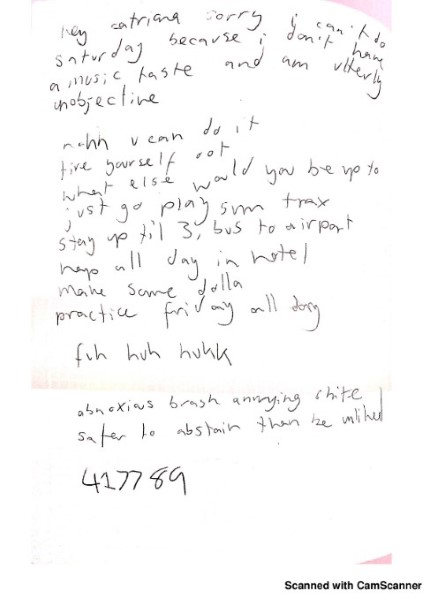 hey catriana sorry i can't do
saturday because i don't have
a music taste and am utterly
unobjective
nahh u can do it
tire yourself out
what else would you be up to
just go play sum trax
stay up til 3, bus to airport
nap all day in hotel
make some dolla
practice friday all day
fuh huh huhk
obnoxious brash annoying shite
safer to abstain than be unliked
417789
Scanned with CamScanner